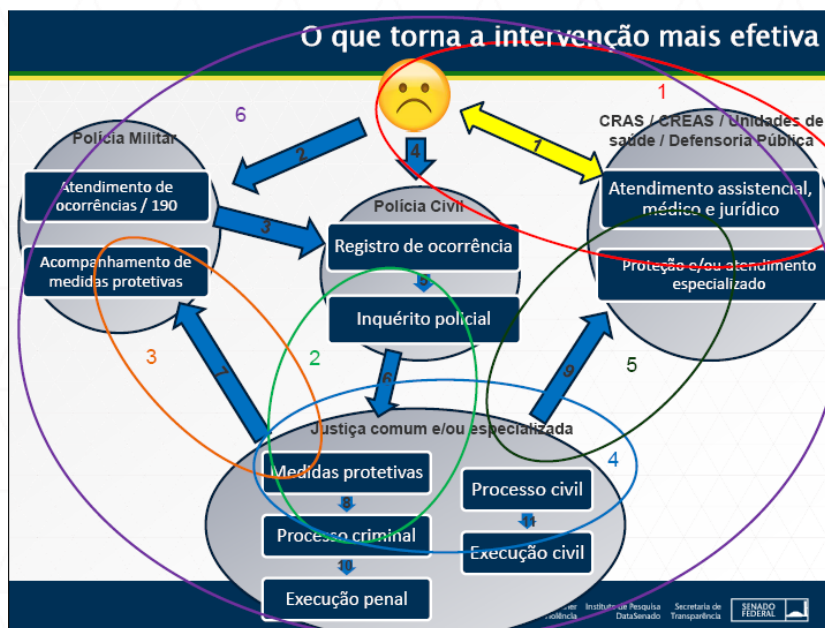 O que torna a intervenção mais efetiva
6
1
Polícia Militar
CRAS / CREAS / Unidades de
saúde / Defensoria Pública
2
4
1
Atendimento de
ocorrências / 190
Atendimento assistencial,
médico e jurídico
Polícia Civil
3
Registro de ocorrência
Acompanhamento de
medidas protetivas
Proteção e/ou atendimento
especializado
5
Inquérito policial
3
2
5
7
6
9
Justiça comum e/ou especializada
4
Medidas protetivas
Processo civil
8
11
Processo criminal
Execução civil
10
Execução penal
Instituto de Pesquisa
DataSenado
Secretaria de
Transparência
SENADO
FEDERAL